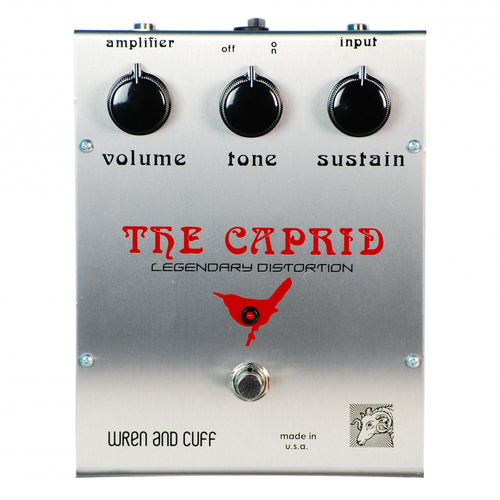 amplifier off on input
volume tone sustain
THE CAPRID
LEGENDARY DISTORTION
WREN AND CUFF
made in
u.s.a.